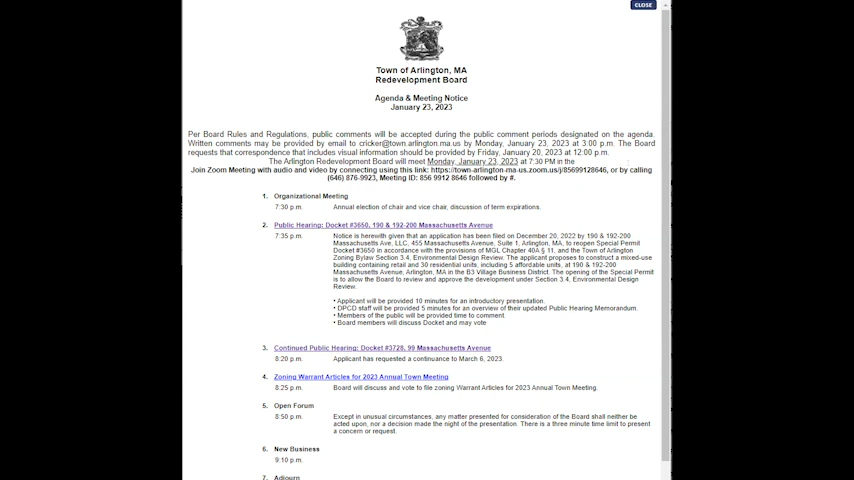 CLOSE
Town of Arlington, MA
Redevelopment Board
Agenda & Meeting Notice
January 23, 2023
Per Board Rules and Regulations, public comments will be accepted during the public comment periods designated on the agenda.
Written comments may be provided by email to cricker@town.arlington.ma.us by Monday, January 23, 2023 at 3:00 p.m. The Board
requests that correspondence that includes visual information should be provided by Friday, January 20, 2023 at 12:00 p.m.
The Arlington Redevelopment Board will meet Monday, January 23, 2023 at 7:30 PM in the
Join Zoom Meeting with audio and video by connecting using this link: https://town-arlington-ma-us.zoom.us/j/85699128646, or by calling
(646) 876-9923, Meeting ID: 856 9912 8646 followed by #.
1. Organizational Meeting
7:30 p.m. Annual election of chair and vice chair, discussion of term expirations.
2. Public Hearing: Docket #3650, 190 & 192-200 Massachusetts Avenue
7:35 p.m. Notice is herewith given that an application has been filed on December 20, 2022 by 190 & 192-200
Massachusetts Ave, LLC, 455 Massachusetts Avenue, Suite 1, Arlington, MA, to reopen Special Permit
Docket #3650 in accordance with the provisions of MGL Chapter 40A § 11, and the Town of Arlington
Zoning Bylaw Section 3.4, Environmental Design Review. The applicant proposes to construct a mixed-use
building containing retail and 30 residential units, including 5 affordable units, at 190 & 192-200
Massachusetts Avenue, Arlington, MA in the B3 Village Business District. The opening of the Special Permit
is to allow the Board to review and approve the development under Section 3.4, Environmental Design
Review.
• Applicant will be provided 10 minutes for an introductory presentation.
• DPCD staff will be provided 5 minutes for an overview of their updated Public Hearing Memorandum.
• Members of the public will be provided time to comment.
• Board members will discuss Docket and may vote
3. Continued Public Hearing: Docket #3728, 99 Massachusetts Avenue
8:20 p.m. Applicant has requested a continuance to March 6, 2023.
4. Zoning Warrant Articles for 2023 Annual Town Meeting
8:25 p.m. Board will discuss and vote to file zoning Warrant Articles for 2023 Annual Town Meeting.
5. Open Forum
8:50 p.m. Except in unusual circumstances, any matter presented for consideration of the Board shall neither be
acted upon, nor a decision made the night of the presentation. There is a three minute time limit to present
a concern or request.
6. New Business
9:10 p.m.
7. Adjourn